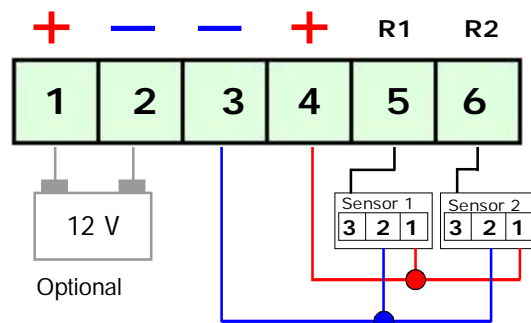 + — — + R1 R2
1 2 3 4 5 6
Sensor 1 Sensor 2
3 2 1 3 2 1
12 V
Optional